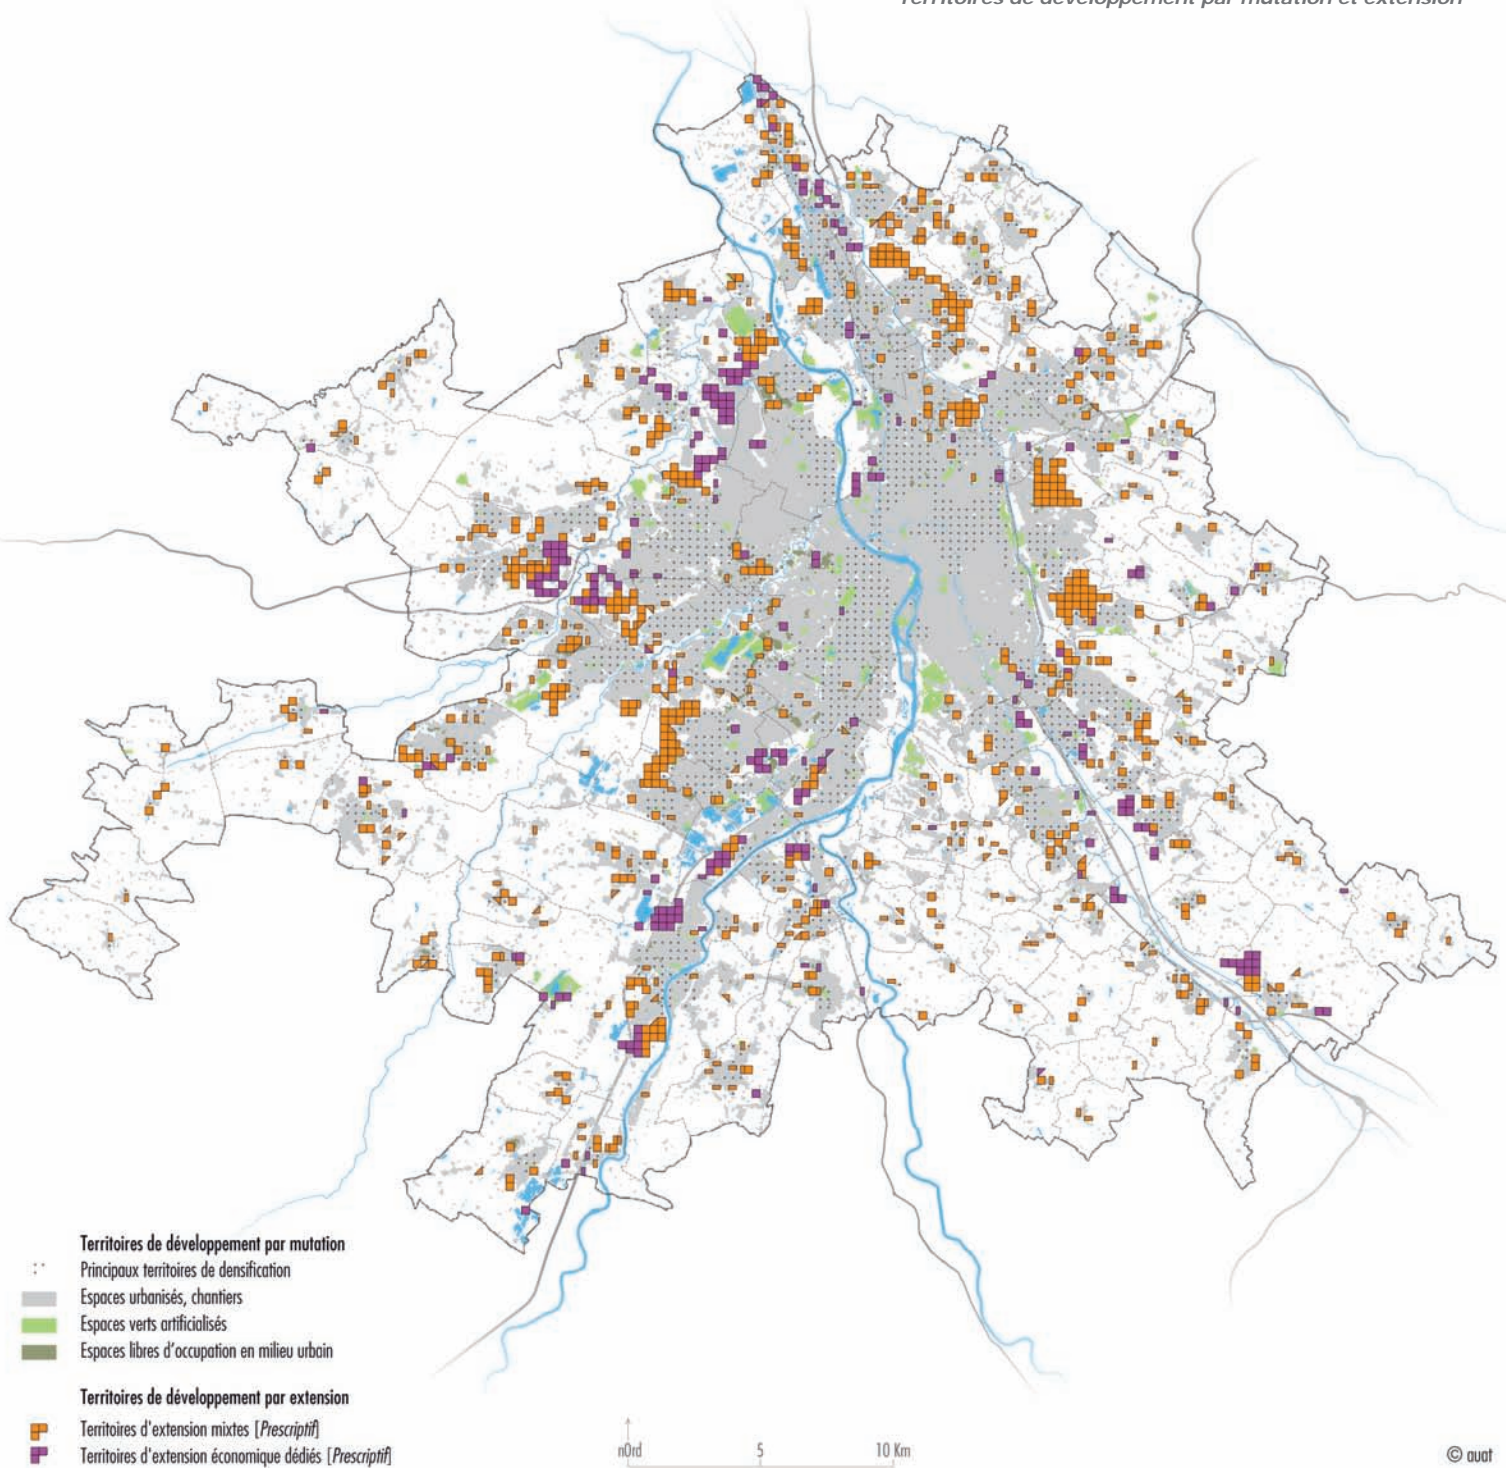 Territoires de développement par mutation et extension
Territoires de développement par mutation
Principaux territoires de densification
Espaces urbanisés, chantiers
Espaces verts artificialisés
Espaces libres d'occupation en milieu urbain
Territoires de développement par extension
Territoires d'extension mixtes [Prescriptif]
Territoires d'extension économique dédiés [Prescriptif]
nOrd 5 10 Km
© auat